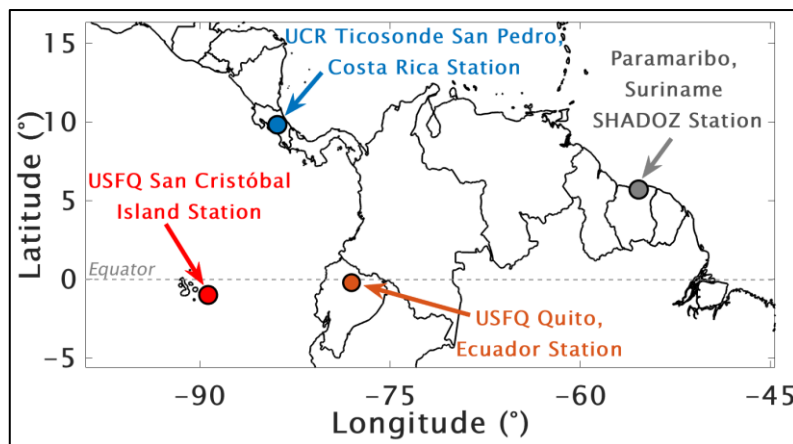 UCR Ticosonde San Pedro,
Costa Rica Station
Paramaribo,
Suriname
SHADOZ Station
USFQ San Cristóbal
Island Station
Equator
USFQ Quito,
Ecuador Station
Latitude (°)
15
10
5
0
−5
−90
−75
−60
−45
Longitude (°)